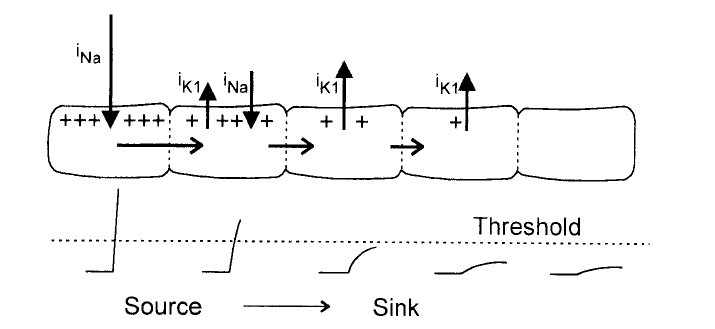 iNa
iK1 iNa iK1 iK1
+++ +++ + ++ + + + +
Threshold
Source Sink